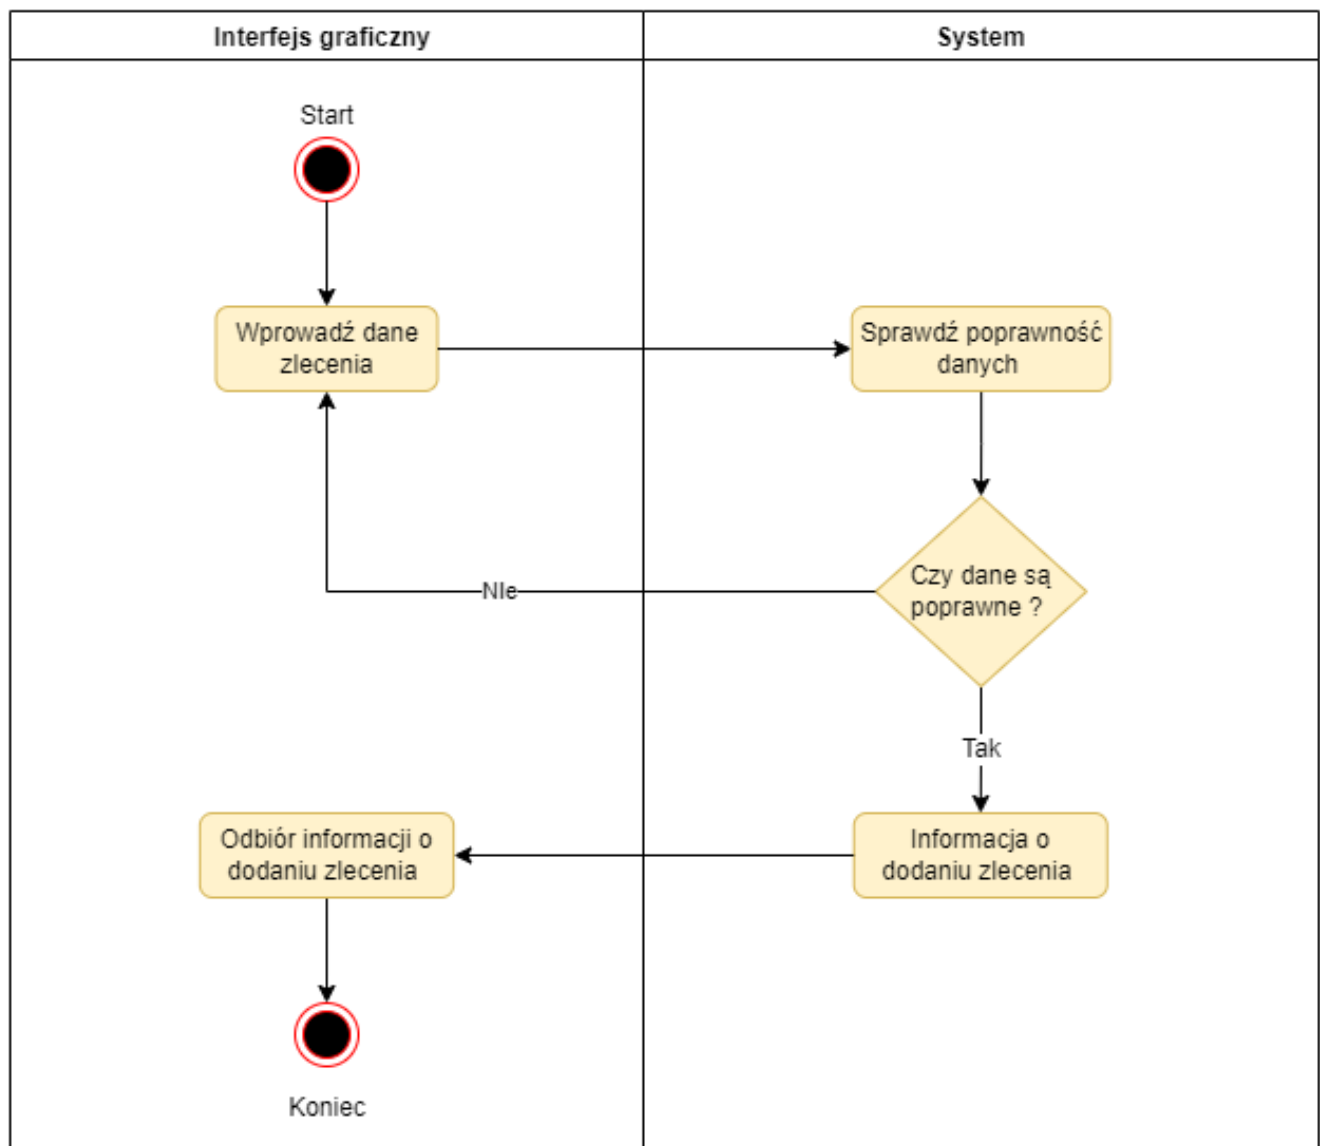 Interfejs graficzny
System
Start
Wprowadź dane
zlecenia
Sprawdź poprawność
danych
Czy dane są
poprawne ?
NIe
Tak
Odbiór informacji o
dodaniu zlecenia
Informacja o
dodaniu zlecenia
Koniec